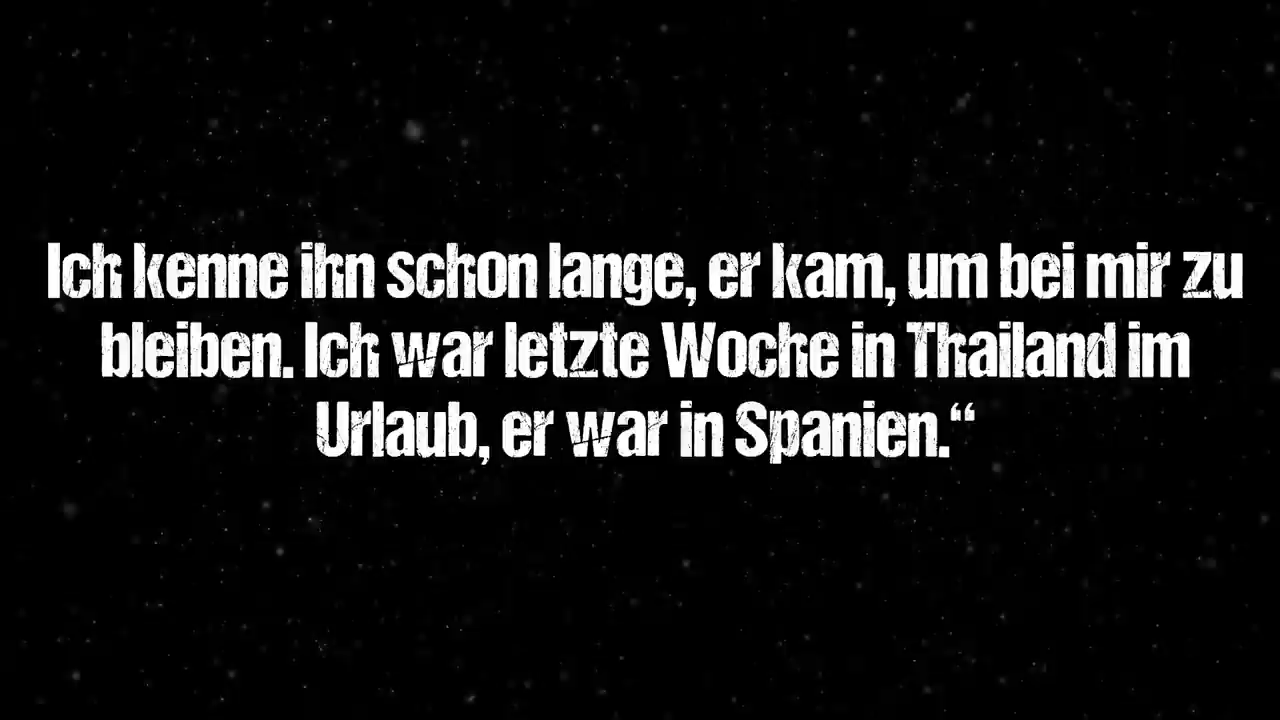 Ich kenne ihn schon lange, er kam, um bei mir zu
bleiben. Ich war letzte Woche in Thailand im
Urlaub, er war in Spanien.“